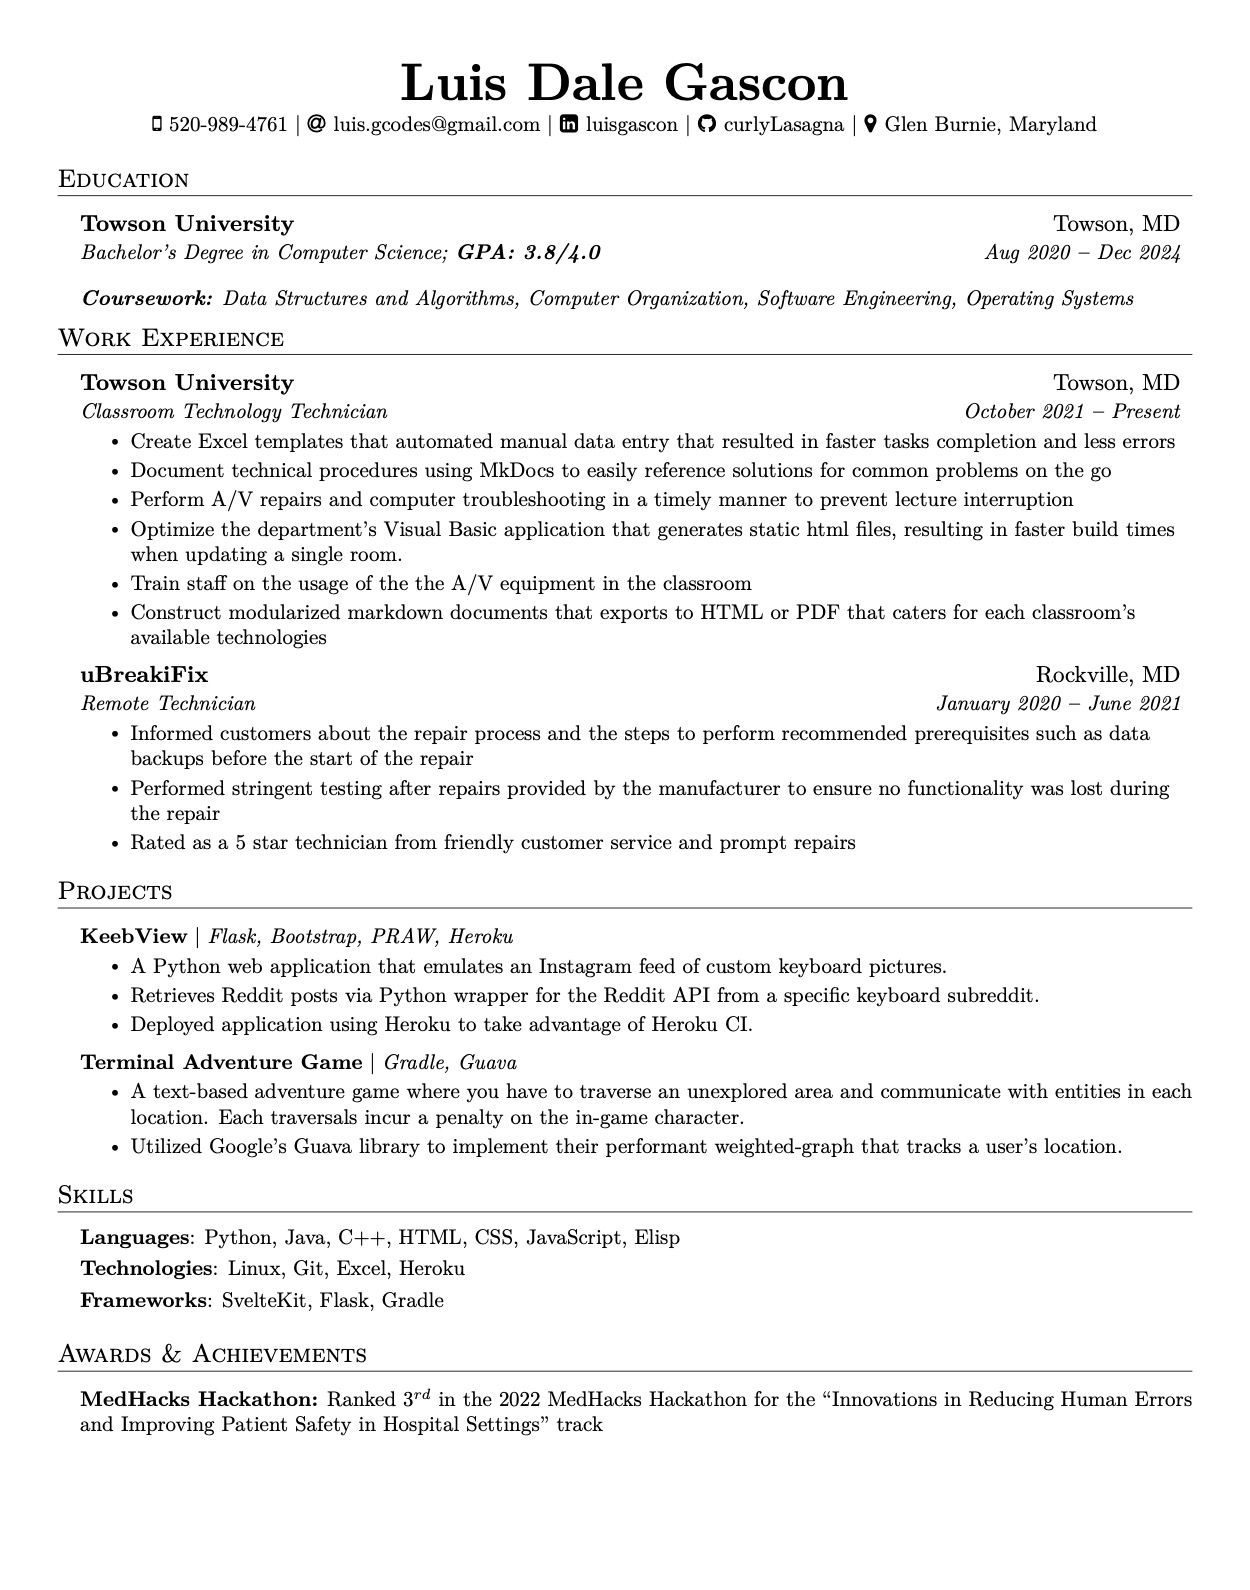 Luis Dale Gascon
520-989-4761 | luis.gcodes@gmail.com | luisgascon | curlyLasagna | Glen Burnie, Maryland
Education
Towson University Towson, MD
Bachelor's Degree in Computer Science; GPA: 3.8/4.0 Aug 2020 – Dec 2024
Coursework: Data Structures and Algorithms, Computer Organization, Software Engineering, Operating Systems
Work Experience
Towson University Towson, MD
Classroom Technology Technician October 2021 – Present
• Create Excel templates that automated manual data entry that resulted in faster tasks completion and less errors
• Document technical procedures using MkDocs to easily reference solutions for common problems on the go
• Perform A/V repairs and computer troubleshooting in a timely manner to prevent lecture interruption
• Optimize the department's Visual Basic application that generates static html files, resulting in faster build times
when updating a single room.
• Train staff on the usage of the the A/V equipment in the classroom
• Construct modularized markdown documents that exports to HTML or PDF that caters for each classroom's
available technologies
uBreakiFix Rockville, MD
Remote Technician January 2020 – June 2021
• Informed customers about the repair process and the steps to perform recommended prerequisites such as data
backups before the start of the repair
• Performed stringent testing after repairs provided by the manufacturer to ensure no functionality was lost during
the repair
• Rated as a 5 star technician from friendly customer service and prompt repairs
Projects
KeebView | Flask, Bootstrap, PRAW, Heroku
• A Python web application that emulates an Instagram feed of custom keyboard pictures.
• Retrieves Reddit posts via Python wrapper for the Reddit API from a specific keyboard subreddit.
• Deployed application using Heroku to take advantage of Heroku CI.
Terminal Adventure Game | Gradle, Guava
• A text-based adventure game where you have to traverse an unexplored area and communicate with entities in each
location. Each traversals incur a penalty on the in-game character.
• Utilized Google's Guava library to implement their performant weighted-graph that tracks a user's location.
Skills
Languages: Python, Java, C++, HTML, CSS, JavaScript, Elisp
Technologies: Linux, Git, Excel, Heroku
Frameworks: SvelteKit, Flask, Gradle
Awards & Achievements
MedHacks Hackathon: Ranked 3rd in the 2022 MedHacks Hackathon for the “Innovations in Reducing Human Errors
and Improving Patient Safety in Hospital Settings” track